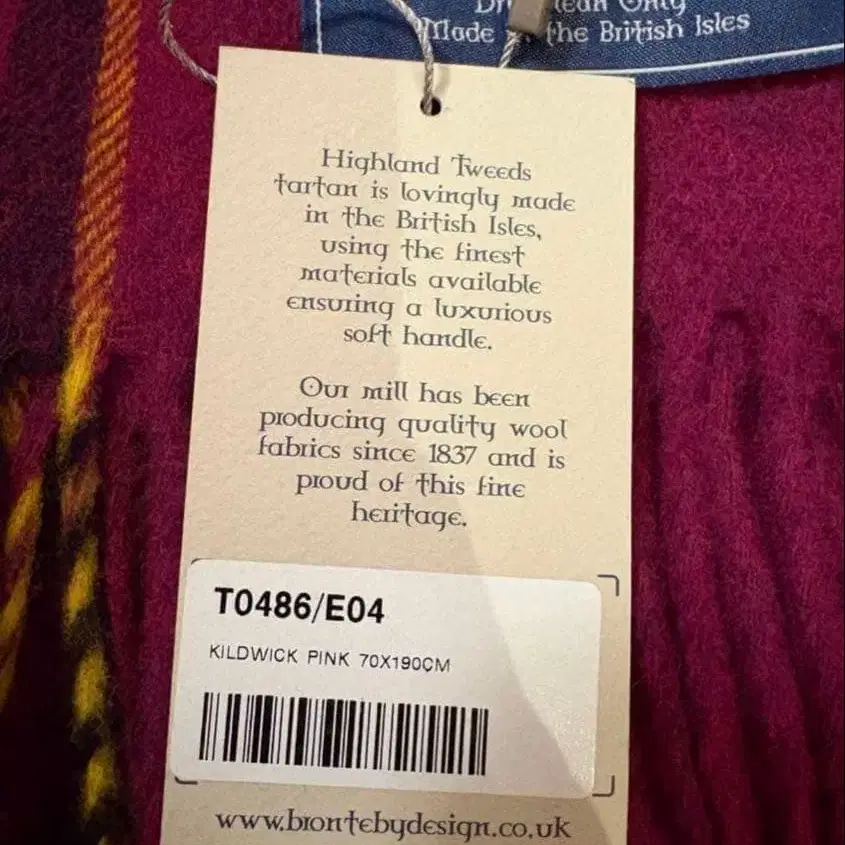 Only
Made the British Isles
Highland Tweeds
tartan is lovingly made
in the British Isles,
using the finest
materials available
ensuring a luxurious
soft handle.
Our mill has been
producing quality wool
fabrics since 1837 and is
proud of this fine
heritage.
T0486/E04
KILDWICK PINK 70X190CM
www.brontebydesign.co.uk